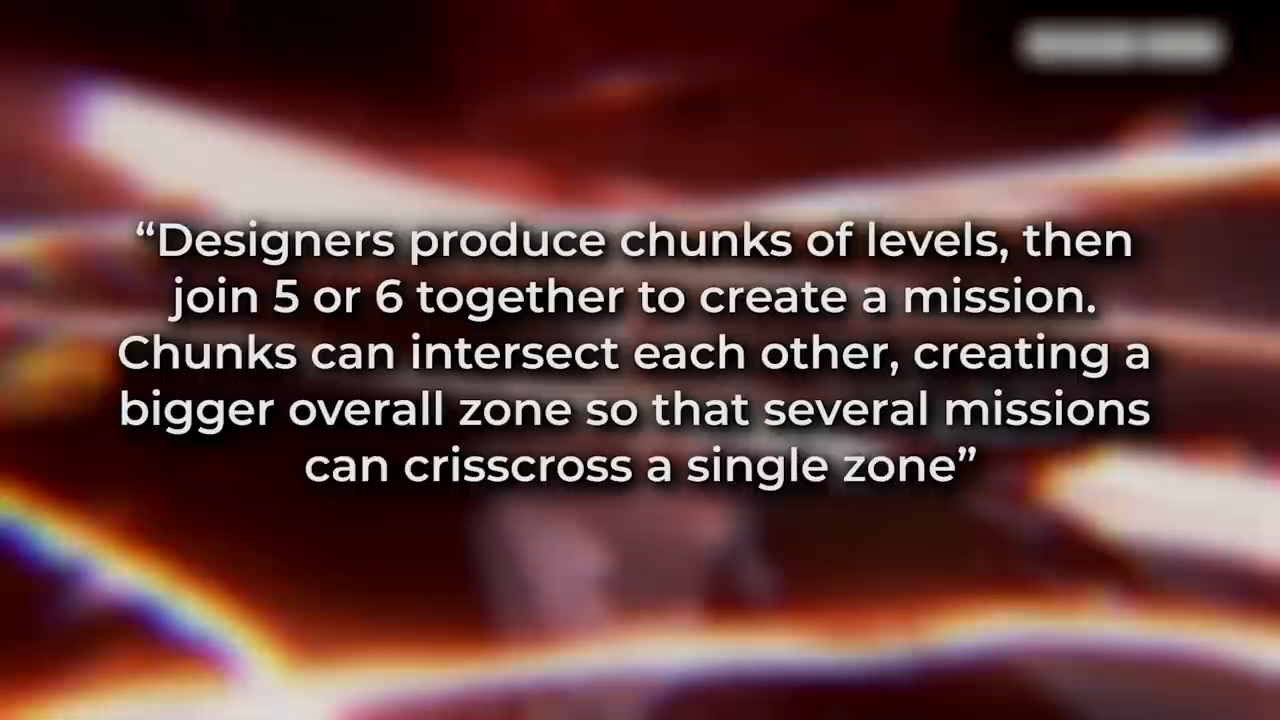 “Designers produce chunks of levels, then
join 5 or 6 together to create a mission.
Chunks can intersect each other, creating a
bigger overall zone so that several missions
can crisscross a single zone”